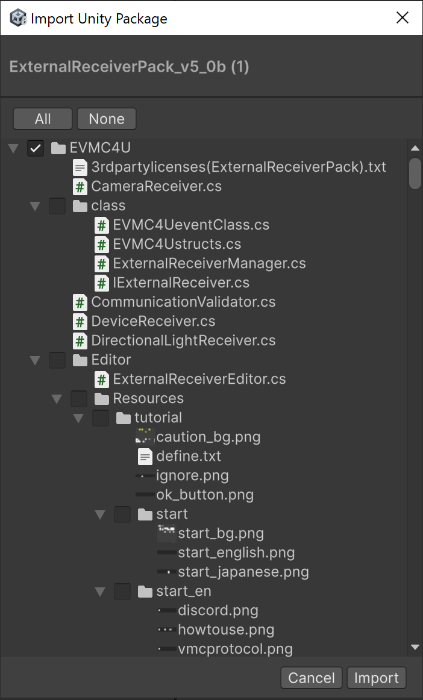 Import Unity Package
ExternalReceiverPack_v5_0b (1)
All None
EVMC4U
3rdpartylicenses(ExternalReceiverPack).txt
CameraReceiver.cs
class
EVMC4UeventClass.cs
EVMC4Ustructs.cs
ExternalReceiverManager.cs
IExternalReceiver.cs
CommunicationValidator.cs
DeviceReceiver.cs
DirectionalLightReceiver.cs
Editor
ExternalReceiverEditor.cs
Resources
tutorial
caution_bg.png
define.txt
ignore.png
ok_button.png
start
start_bg.png
start_english.png
start_japanese.png
start_en
discord.png
howtouse.png
vmcprotocol.png
Cancel Import